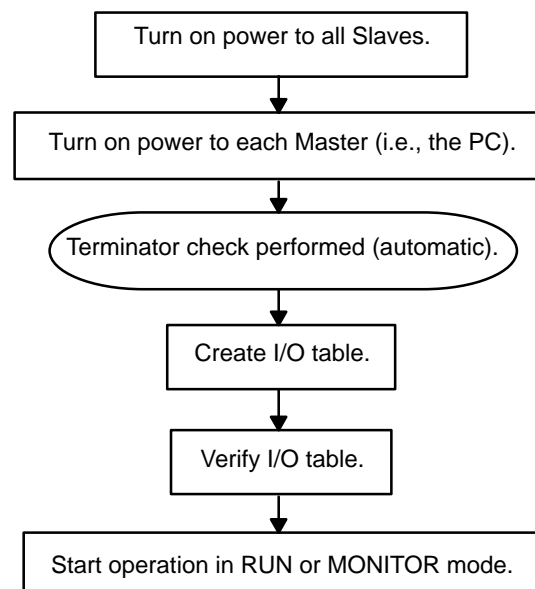 Turn on power to all Slaves.
Turn on power to each Master (i.e., the PC).
Terminator check performed (automatic).
Create I/O table.
Verify I/O table.
Start operation in RUN or MONITOR mode.